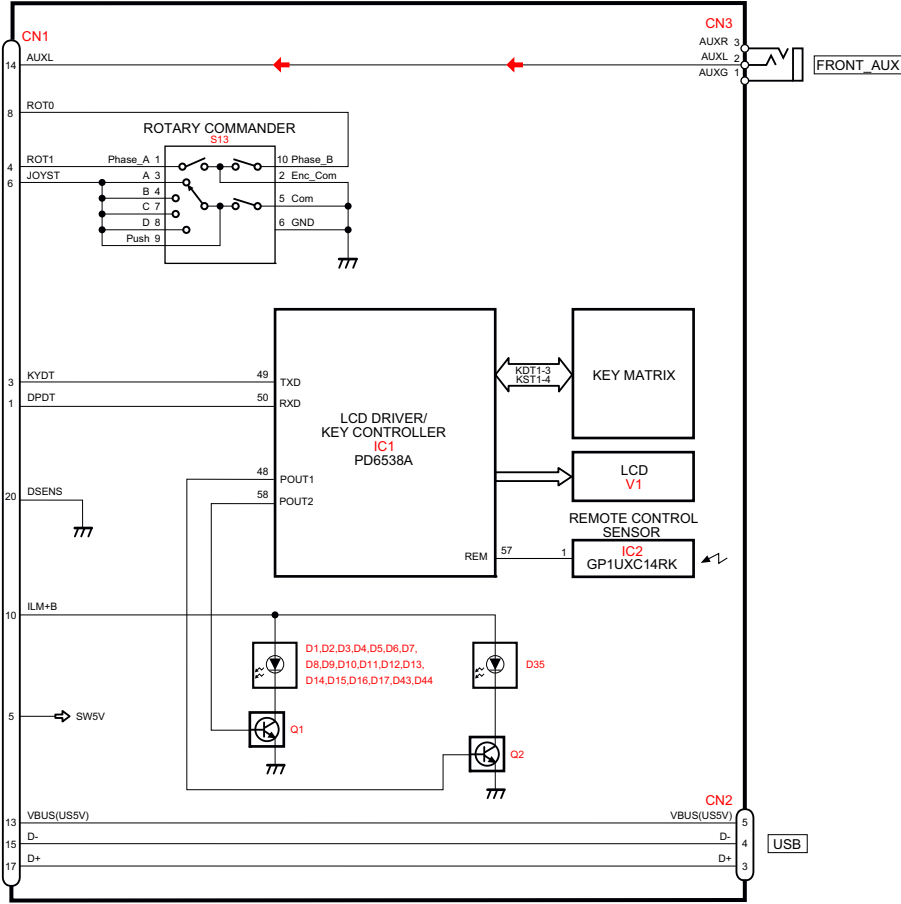 CN3
CN1
AUXR 3
14 AUXL
AUXL 2
FRONT_AUX
AUXG 1
8 ROT0
ROTARY COMMANDER
S13
4 ROT1
Phase_A 1
10 Phase_B
6 JOYST
A 3
2 Enc_Com
B 4
5 Com
C 7
D 8
6 GND
Push 9
3 KYDT
49 TXD
KDT1-3
KST1-4
KEY MATRIX
1 DPDT
50 RXD
LCD DRIVER/
KEY CONTROLLER
IC1
PD6538A
48 POUT1
LCD
V1
20 DSENS
58 POUT2
REMOTE CONTROL
SENSOR
REM 57
1
IC2
GP1UXC14RK
10 ILM+B
D1,D2,D3,D4,D5,D6,D7,
D8,D9,D10,D11,D12,D13,
D14,D15,D16,D17,D43,D44
D35
5
SW5V
Q1
Q2
CN2
13 VBUS(US5V)
VBUS(US5V) 5
15 D-
D- 4
USB
17 D+
D+ 3